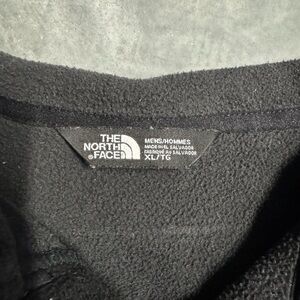 THE
NORTH
FACE
MENS/HOMMES
MADE IN EL SALVADOR
FABRIQUÉ AU SALVADOR
XL/TG